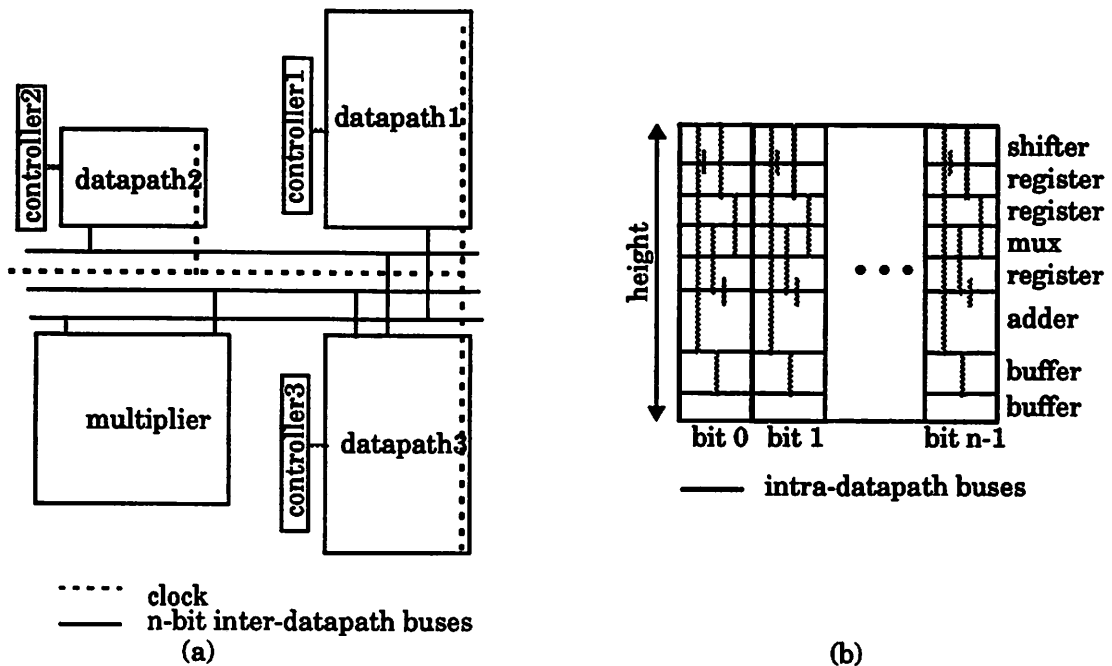 controller2
controller1
datapath1
datapath2
multiplier
controller3
datapath3
clock
n-bit inter-datapath buses
(a)
height
shifter
register
register
mux
register
adder
buffer
buffer
bit 0
bit 1
bit n-1
intra-datapath buses
(b)